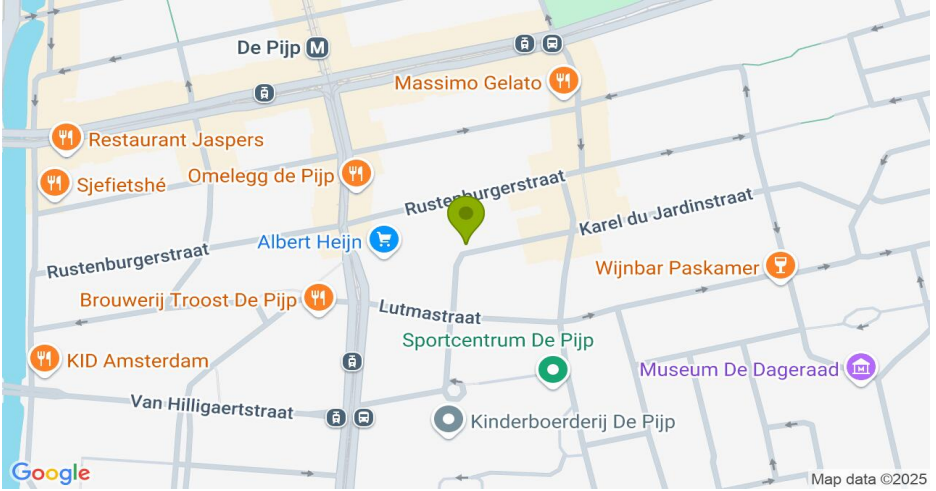 De Pijp M
Massimo Gelato
Restaurant Jaspers
Omelegg de Pijp
Sjefietshé
Rustenburgerstraat
Karel du Jardinstraat
Albert Heijn
Rustenburgerstraat
Wijnbar Paskamer
Brouwerij Troost De Pijp
Lutmastraat
Sportcentrum De Pijp
KID Amsterdam
Museum De Dageraad
Van Hilligaertstraat
Kinderboerderij De Pijp
Google
Map data ©2025